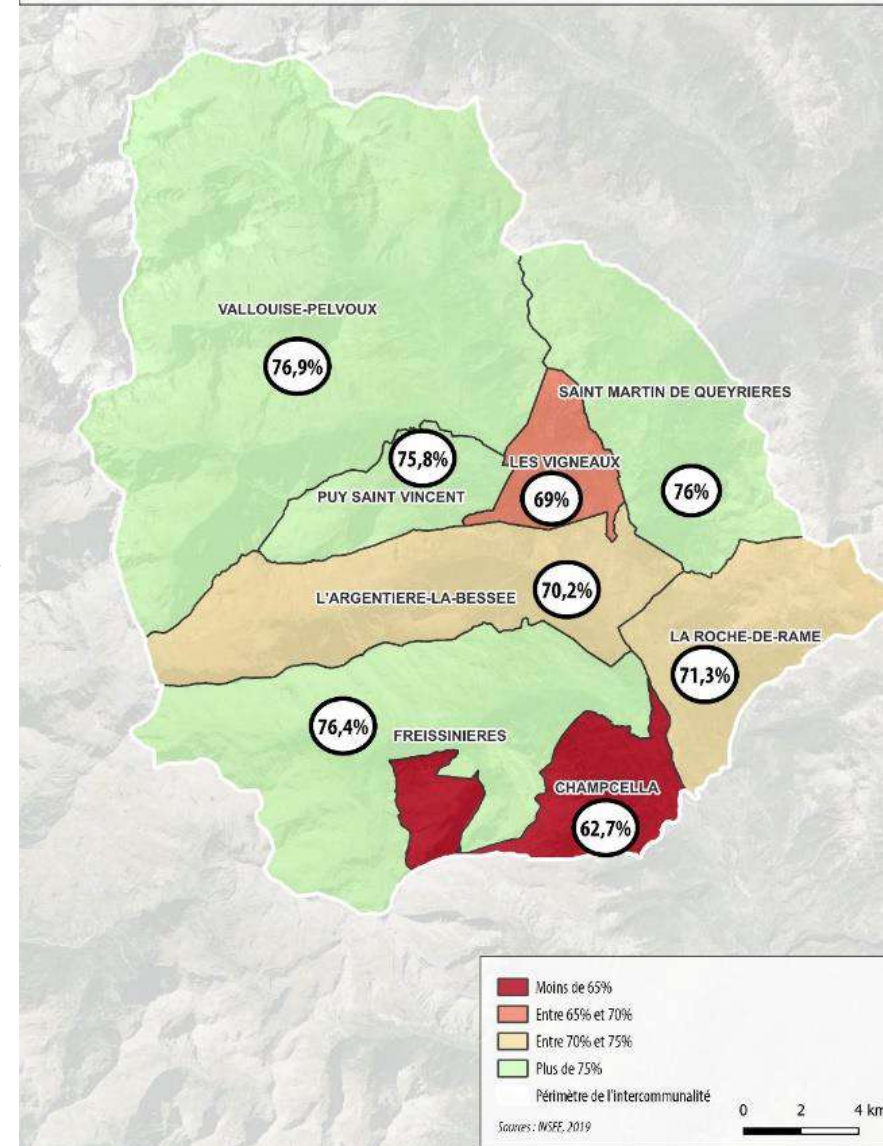 VALLOUISE-PELVOUX
76,9%
SAINT MARTIN DE QUEYRIERES
75,8%
LES VIGNEAUX
PUY SAINT VINCENT
69%
76%
L'ARGENTIERE-LA-BESSEE
70,2%
LA ROCHE-DE-RAME
71,3%
76,4%
FREISSINIERES
CHAMPCELLA
62,7%
Moins de 65%
Entre 65% et 70%
Entre 70% et 75%
Plus de 75%
Périmètre de l'intercommunalité
Sources : INSEE, 2019
0 2 4 km